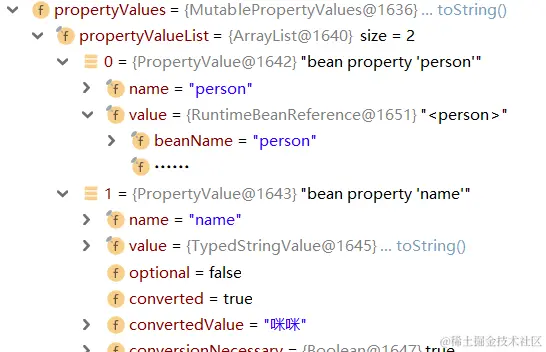 propertyValues = {MutablePropertyValues@1636} ... toString()
propertyValueList = {ArrayList@1640} size = 2
0 = {PropertyValue@1642} "bean property 'person'"
name = "person"
value = {RuntimeBeanReference@1651} "<person>"
beanName = "person"
······
1 = {PropertyValue@1643} "bean property 'name'"
name = "name"
value = {TypedStringValue@1645} ... toString()
optional = false
converted = true
convertedValue = "咪咪"
conversionNecessary = {Boolean@1647} true
@稀土掘金技术社区